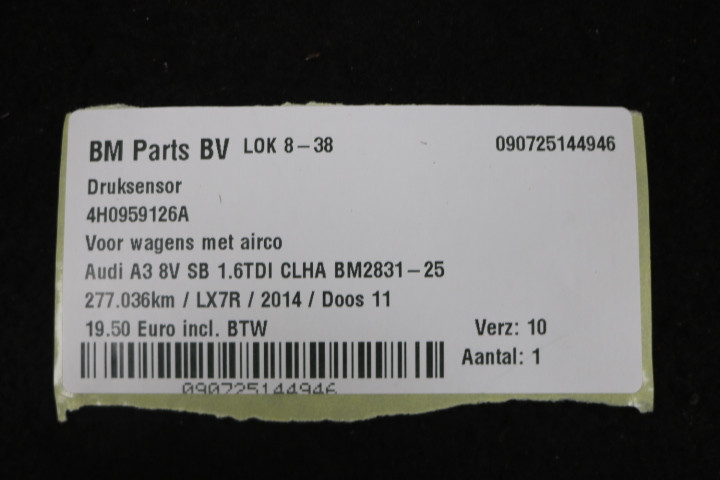 BM Parts BV LOK 8-38 090725144946
Druksensor
4H0959126A
Voor wagens met airco
Audi A3 8V SB 1.6TDI CLHA BM2831-25
277.036km / LX7R / 2014 / Doos 11
19.50 Euro incl. BTW Verz: 10
Aantal: 1
090725144946